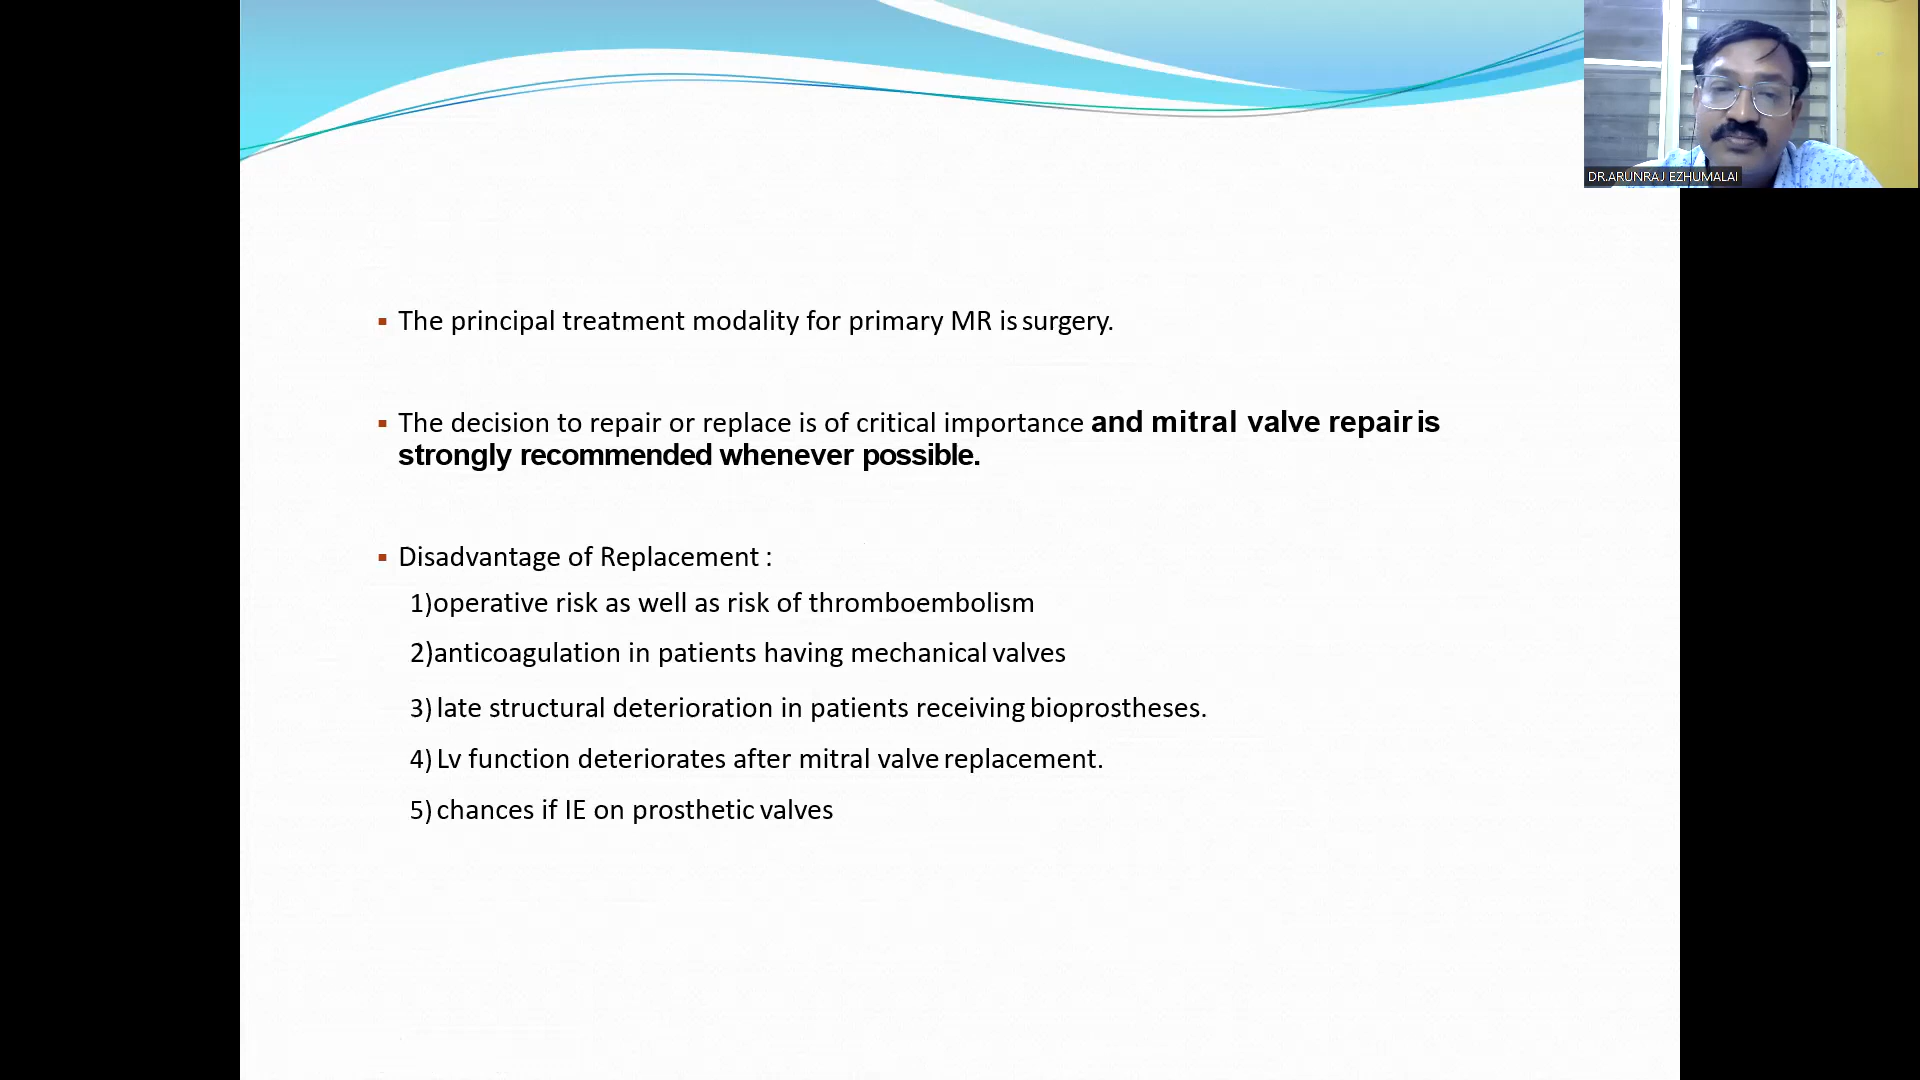 DR.ARUNRAJ EZHUMALAI
▪ The principal treatment modality for primary MR is surgery.
▪ The decision to repair or replace is of critical importance and mitral valve repair is
strongly recommended whenever possible.
▪ Disadvantage of Replacement :
1)operative risk as well as risk of thromboembolism
2)anticoagulation in patients having mechanical valves
3) late structural deterioration in patients receiving bioprostheses.
4) Lv function deteriorates after mitral valve replacement.
5) chances if IE on prosthetic valves